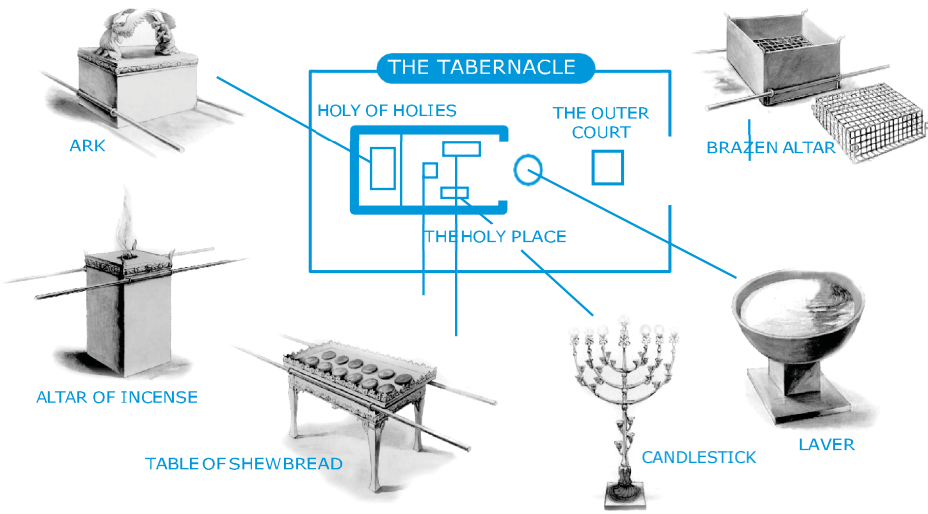 THE TABERNACLE
HOLY OF HOLIES
THE OUTER
COURT
ARK
BRAZEN ALTAR
THE HOLY PLACE
ALTAR OF INCENSE
TABLE OF SHEWBREAD
CANDLESTICK
LAVER